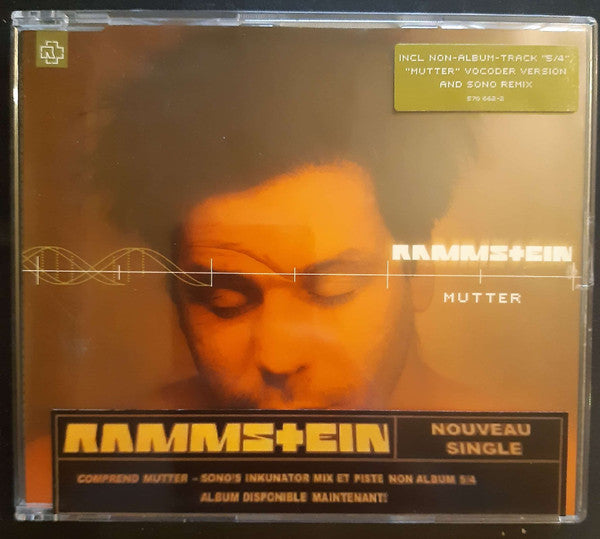 INCL NON-ALBUM-TRACK "5/4",
"MUTTER" VOCODER VERSION
AND SONO REMIX
570 662-2
RAMMSTEIN
MUTTER
RAMMSTEIN
NOUVEAU
SINGLE
COMPREND MUTTER – SONO'S INKUNATOR MIX ET PISTE NON ALBUM 5/4
ALBUM DISPONIBLE MAINTENANT!